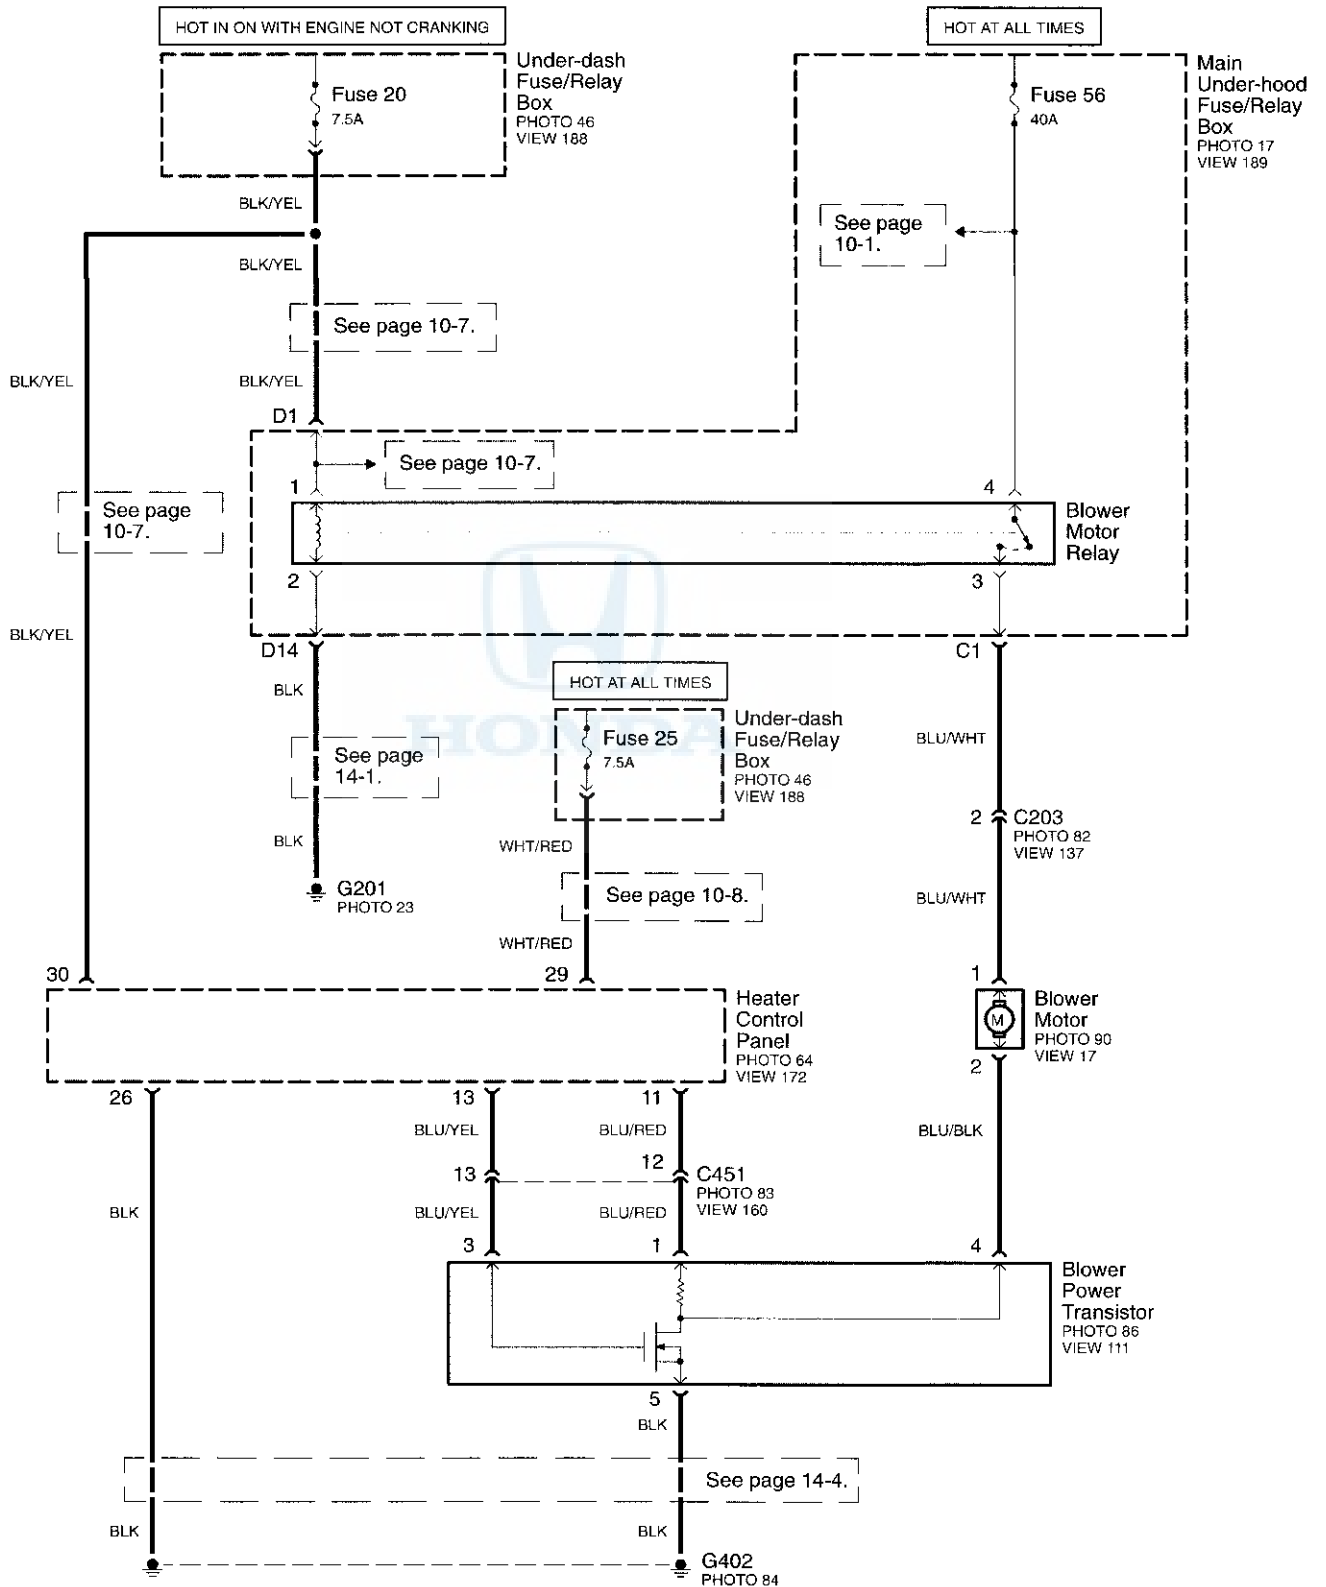 HOT IN ON WITH ENGINE NOT CRANKING
HOT AT ALL TIMES
Under-dash
Fuse/Relay
Box
PHOTO 46
VIEW 188
Fuse 20
7.5A
Main
Under-hood
Fuse/Relay
Box
PHOTO 17
VIEW 189
Fuse 56
40A
BLK/YEL
BLK/YEL
See page
10-1.
See page 10-7.
BLK/YEL
BLK/YEL
D1
See page 10-7.
1
4
See page
10-7.
Blower
Motor
Relay
2
3
BLK/YEL
D14
C1
BLK
HOT AT ALL TIMES
HONDA
Fuse 25
7.5A
Under-dash
Fuse/Relay
Box
PHOTO 46
VIEW 188
BLU/WHT
See page
14-1.
2
C203
PHOTO 82
VIEW 137
BLK
WHT/RED
G201
PHOTO 23
See page 10-8.
BLU/WHT
WHT/RED
30
29
1
Heater
Control
Panel
PHOTO 64
VIEW 172
M
Blower
Motor
PHOTO 90
VIEW 17
2
26
13
11
BLU/YEL
BLU/RED
BLU/BLK
13
12
C451
PHOTO 83
VIEW 160
BLK
BLU/YEL
BLU/RED
3
1
4
Blower
Power
Transistor
PHOTO 86
VIEW 111
5
BLK
See page 14-4.
BLK
BLK
G402
PHOTO 84